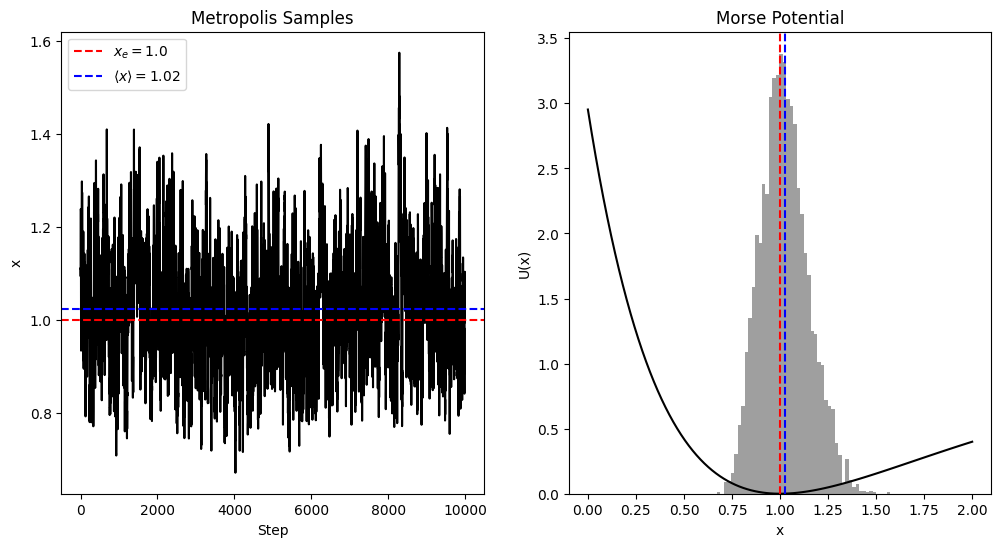 Metropolis Samples
x_e = 1.0
⟨x⟩ = 1.02
1.6
1.4
1.2
1.0
0.8
x
0 2000 4000 6000 8000 10000
Step
Morse Potential
3.5
3.0
2.5
2.0
1.5
1.0
0.5
0.0
U(x)
0.00 0.25 0.50 0.75 1.00 1.25 1.50 1.75 2.00
x